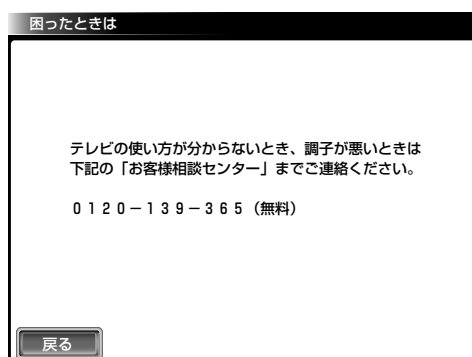 困ったときは
テレビの使い方が分からないとき、調子が悪いときは
下記の「お客様相談センター」までご連絡ください。
０１２０－１３９－３６５（無料）
戻る